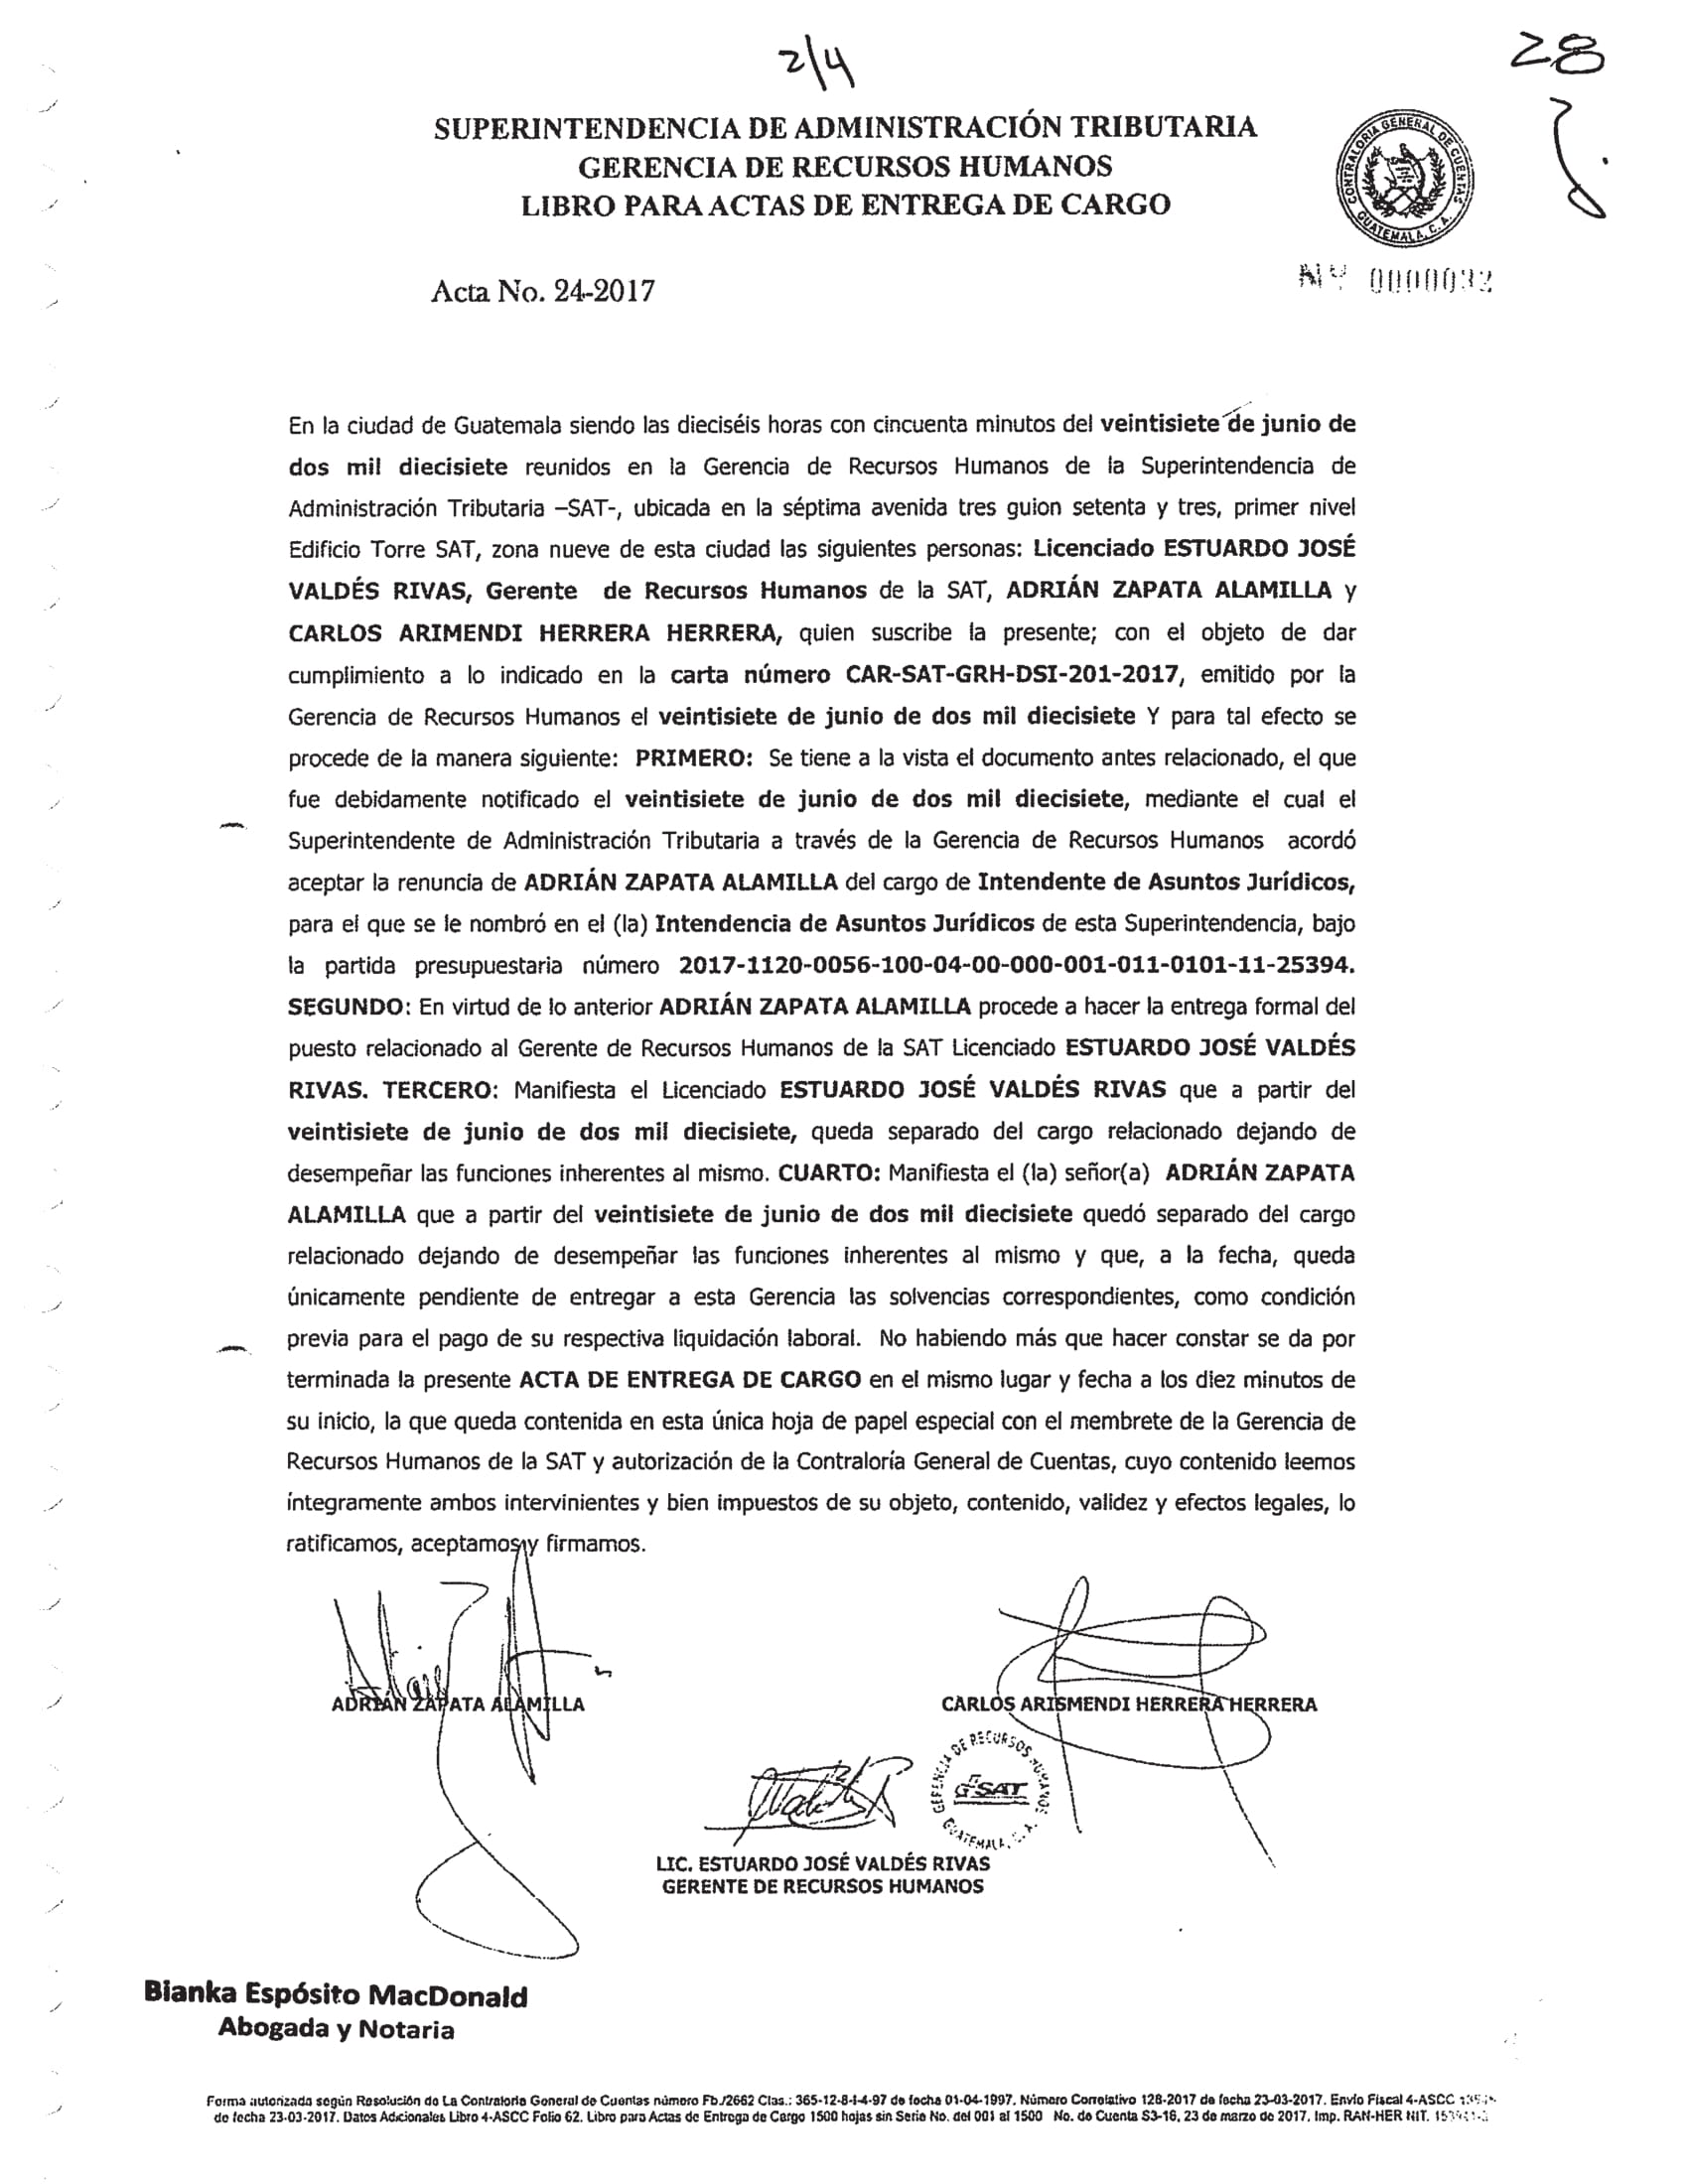 2/4
28
SUPERINTENDENCIA DE ADMINISTRACIÓN TRIBUTARIA
GERENCIA DE RECURSOS HUMANOS
LIBRO PARA ACTAS DE ENTREGA DE CARGO
CONTRALORIA GENERAL DE CUENTAS
GUATEMALA, C. A.
Acta No. 24-2017
Nº 0000032
En la ciudad de Guatemala siendo las dieciséis horas con cincuenta minutos del veintisiete de junio de
dos mil diecisiete reunidos en la Gerencia de Recursos Humanos de la Superintendencia de
Administración Tributaria –SAT-, ubicada en la séptima avenida tres guion setenta y tres, primer nivel
Edificio Torre SAT, zona nueve de esta ciudad las siguientes personas: Licenciado ESTUARDO JOSÉ
VALDÉS RIVAS, Gerente de Recursos Humanos de la SAT, ADRIÁN ZAPATA ALAMILLA y
CARLOS ARIMENDI HERRERA HERRERA, quien suscribe la presente; con el objeto de dar
cumplimiento a lo indicado en la carta número CAR-SAT-GRH-DSI-201-2017, emitido por la
Gerencia de Recursos Humanos el veintisiete de junio de dos mil diecisiete Y para tal efecto se
procede de la manera siguiente: PRIMERO: Se tiene a la vista el documento antes relacionado, el que
fue debidamente notificado el veintisiete de junio de dos mil diecisiete, mediante el cual el
Superintendente de Administración Tributaria a través de la Gerencia de Recursos Humanos acordó
aceptar la renuncia de ADRIÁN ZAPATA ALAMILLA del cargo de Intendente de Asuntos Jurídicos,
para el que se le nombró en el (la) Intendencia de Asuntos Jurídicos de esta Superintendencia, bajo
la partida presupuestaria número 2017-1120-0056-100-04-00-000-001-011-0101-11-25394.
SEGUNDO: En virtud de lo anterior ADRIÁN ZAPATA ALAMILLA procede a hacer la entrega formal del
puesto relacionado al Gerente de Recursos Humanos de la SAT Licenciado ESTUARDO JOSÉ VALDÉS
RIVAS. TERCERO: Manifiesta el Licenciado ESTUARDO JOSÉ VALDÉS RIVAS que a partir del
veintisiete de junio de dos mil diecisiete, queda separado del cargo relacionado dejando de
desempeñar las funciones inherentes al mismo. CUARTO: Manifiesta el (la) señor(a) ADRIÁN ZAPATA
ALAMILLA que a partir del veintisiete de junio de dos mil diecisiete quedó separado del cargo
relacionado dejando de desempeñar las funciones inherentes al mismo y que, a la fecha, queda
únicamente pendiente de entregar a esta Gerencia las solvencias correspondientes, como condición
previa para el pago de su respectiva liquidación laboral. No habiendo más que hacer constar se da por
terminada la presente ACTA DE ENTREGA DE CARGO en el mismo lugar y fecha a los diez minutos de
su inicio, la que queda contenida en esta única hoja de papel especial con el membrete de la Gerencia de
Recursos Humanos de la SAT y autorización de la Contraloría General de Cuentas, cuyo contenido leemos
íntegramente ambos intervinientes y bien impuestos de su objeto, contenido, validez y efectos legales, lo
ratificamos, aceptamos y firmamos.
ADRIÁN ZAPATA ALAMILLA
CARLOS ARISMENDI HERRERA HERRERA
GERENCIA DE RECURSOS HUMANOS
SAT
GUATEMALA, C. A.
LIC. ESTUARDO JOSÉ VALDÉS RIVAS
GERENTE DE RECURSOS HUMANOS
Bianka Espósito MacDonald
Abogada y Notaria
Forma autorizada según Resolución de La Contraloría General de Cuentas número Fb./2662 Clas.: 365-12-8-I-4-97 de fecha 01-04-1997. Número Correlativo 128-2017 de fecha 23-03-2017. Envío Fiscal 4-ASCC
de fecha 23-03-2017. Datos Adicionales Libro 4-ASCC Folio 62. Libro para Actas de Entrega de Cargo 1500 hojas sin Serie No. del 001 al 1500 No. de Cuenta S3-16, 23 de marzo de 2017. Imp. RAN-HER NIT.